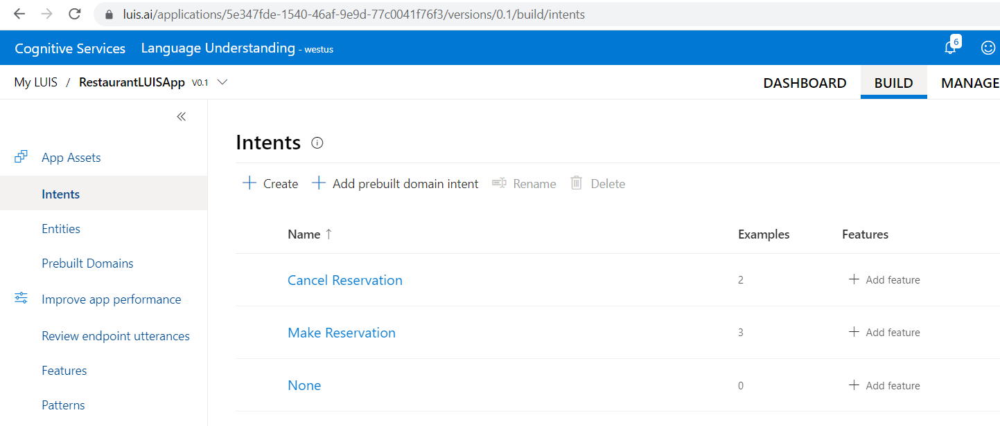 luis.ai/applications/5e347fde-1540-46af-9e9d-77c0041f76f3/versions/0.1/build/intents
Cognitive Services Language Understanding - westus 6
My LUIS / RestaurantLUISApp V0.1 DASHBOARD BUILD MANAGE
App Assets
Intents
Entities
Prebuilt Domains
Improve app performance
Review endpoint utterances
Features
Patterns
Intents
Create Add prebuilt domain intent Rename Delete
Name ↑ Examples Features
Cancel Reservation 2 + Add feature
Make Reservation 3 + Add feature
None 0 + Add feature